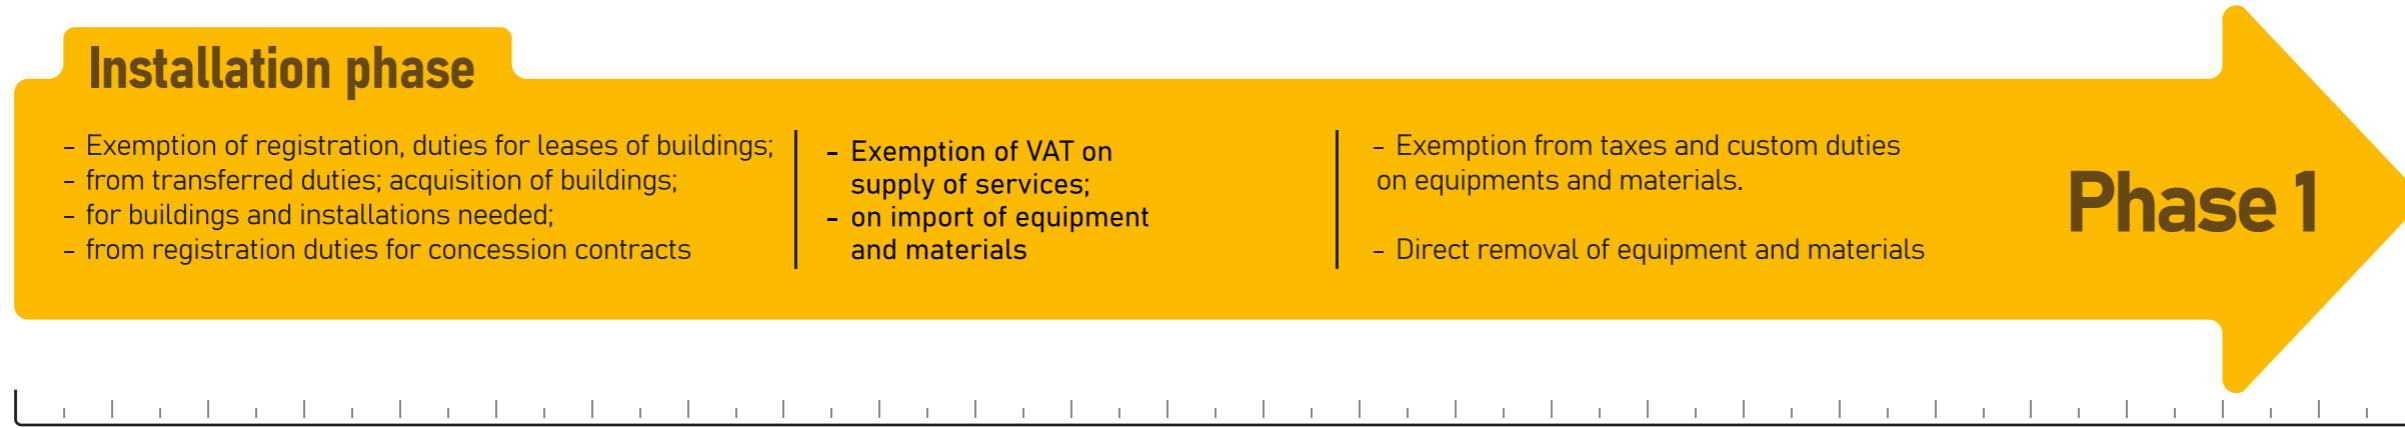 Installation phase
- Exemption of registration, duties for leases of buildings;
- from transferred duties; acquisition of buildings;
- for buildings and installations needed;
- from registration duties for concession contracts
- Exemption of VAT on
supply of services;
- on import of equipment
and materials
- Exemption from taxes and custom duties
on equipments and materials.
- Direct removal of equipment and materials
Phase 1